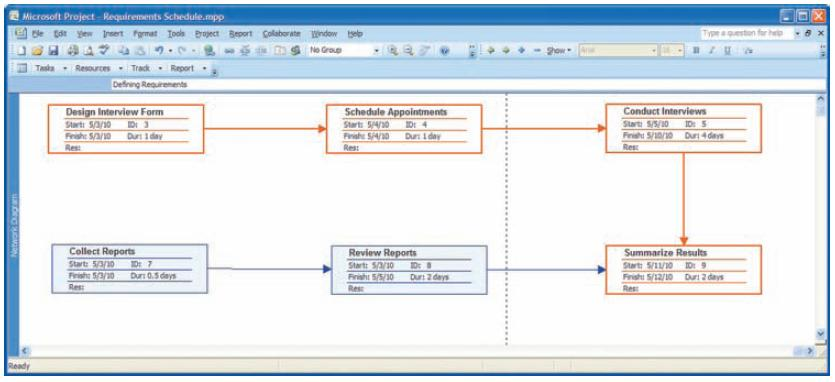 Microsoft Project - Requirements Schedule.mpp
File Edit View Insert Format Tools Project Report Collaborate Window Help Type a question for help
No Group Show Arial B I U
Tasks Resources Track Report
Defining Requirements
Design Interview Form
Start: 5/3/10 ID: 3
Finish: 5/3/10 Dur: 1 day
Res:
Schedule Appointments
Start: 5/4/10 ID: 4
Finish: 5/4/10 Dur: 1 day
Res:
Conduct Interviews
Start: 5/5/10 ID: 5
Finish: 5/10/10 Dur: 4 days
Res:
Network Diagram
Collect Reports
Start: 5/3/10 ID: 7
Finish: 5/3/10 Dur: 0.5 days
Res:
Review Reports
Start: 5/3/10 ID: 8
Finish: 5/5/10 Dur: 2 days
Res:
Summarize Results
Start: 5/11/10 ID: 9
Finish: 5/12/10 Dur: 2 days
Res:
Ready